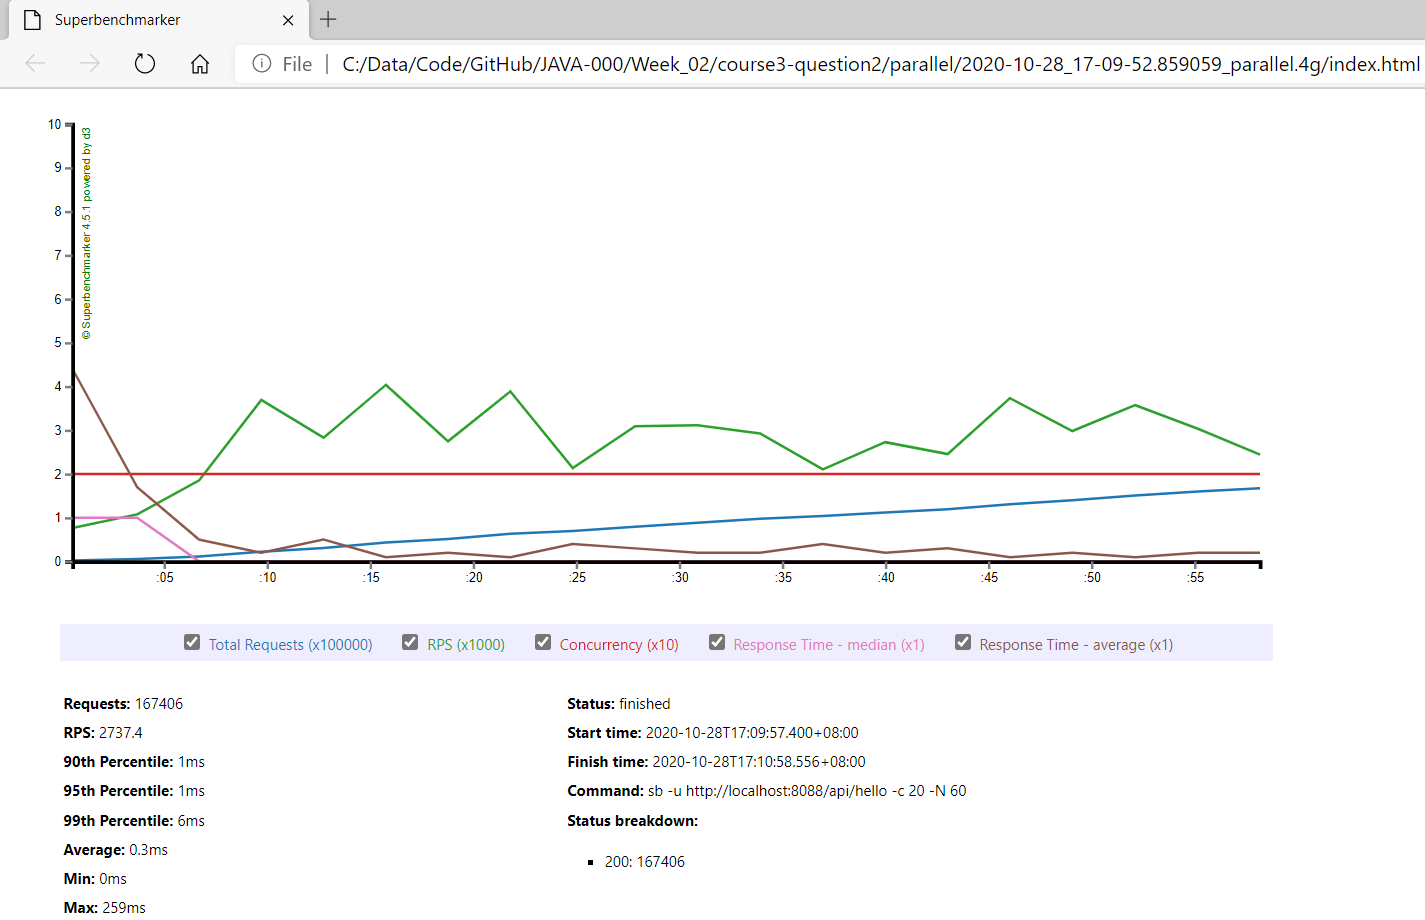 Superbenchmarker
File | C:/Data/Code/GitHub/JAVA-000/Week_02/course3-question2/parallel/2020-10-28_17-09-52.859059_parallel.4g/index.html
© Superbenchmarker 4.5.1 powered by d3
10
9
8
7
6
5
4
3
2
1
0
:05 :10 :15 :20 :25 :30 :35 :40 :45 :50 :55
Total Requests (x100000) RPS (x1000) Concurrency (x10) Response Time - median (x1) Response Time - average (x1)
Requests: 167406
RPS: 2737.4
90th Percentile: 1ms
95th Percentile: 1ms
99th Percentile: 6ms
Average: 0.3ms
Min: 0ms
Max: 259ms
Status: finished
Start time: 2020-10-28T17:09:57.400+08:00
Finish time: 2020-10-28T17:10:58.556+08:00
Command: sb -u http://localhost:8088/api/hello -c 20 -N 60
Status breakdown:
▪ 200: 167406